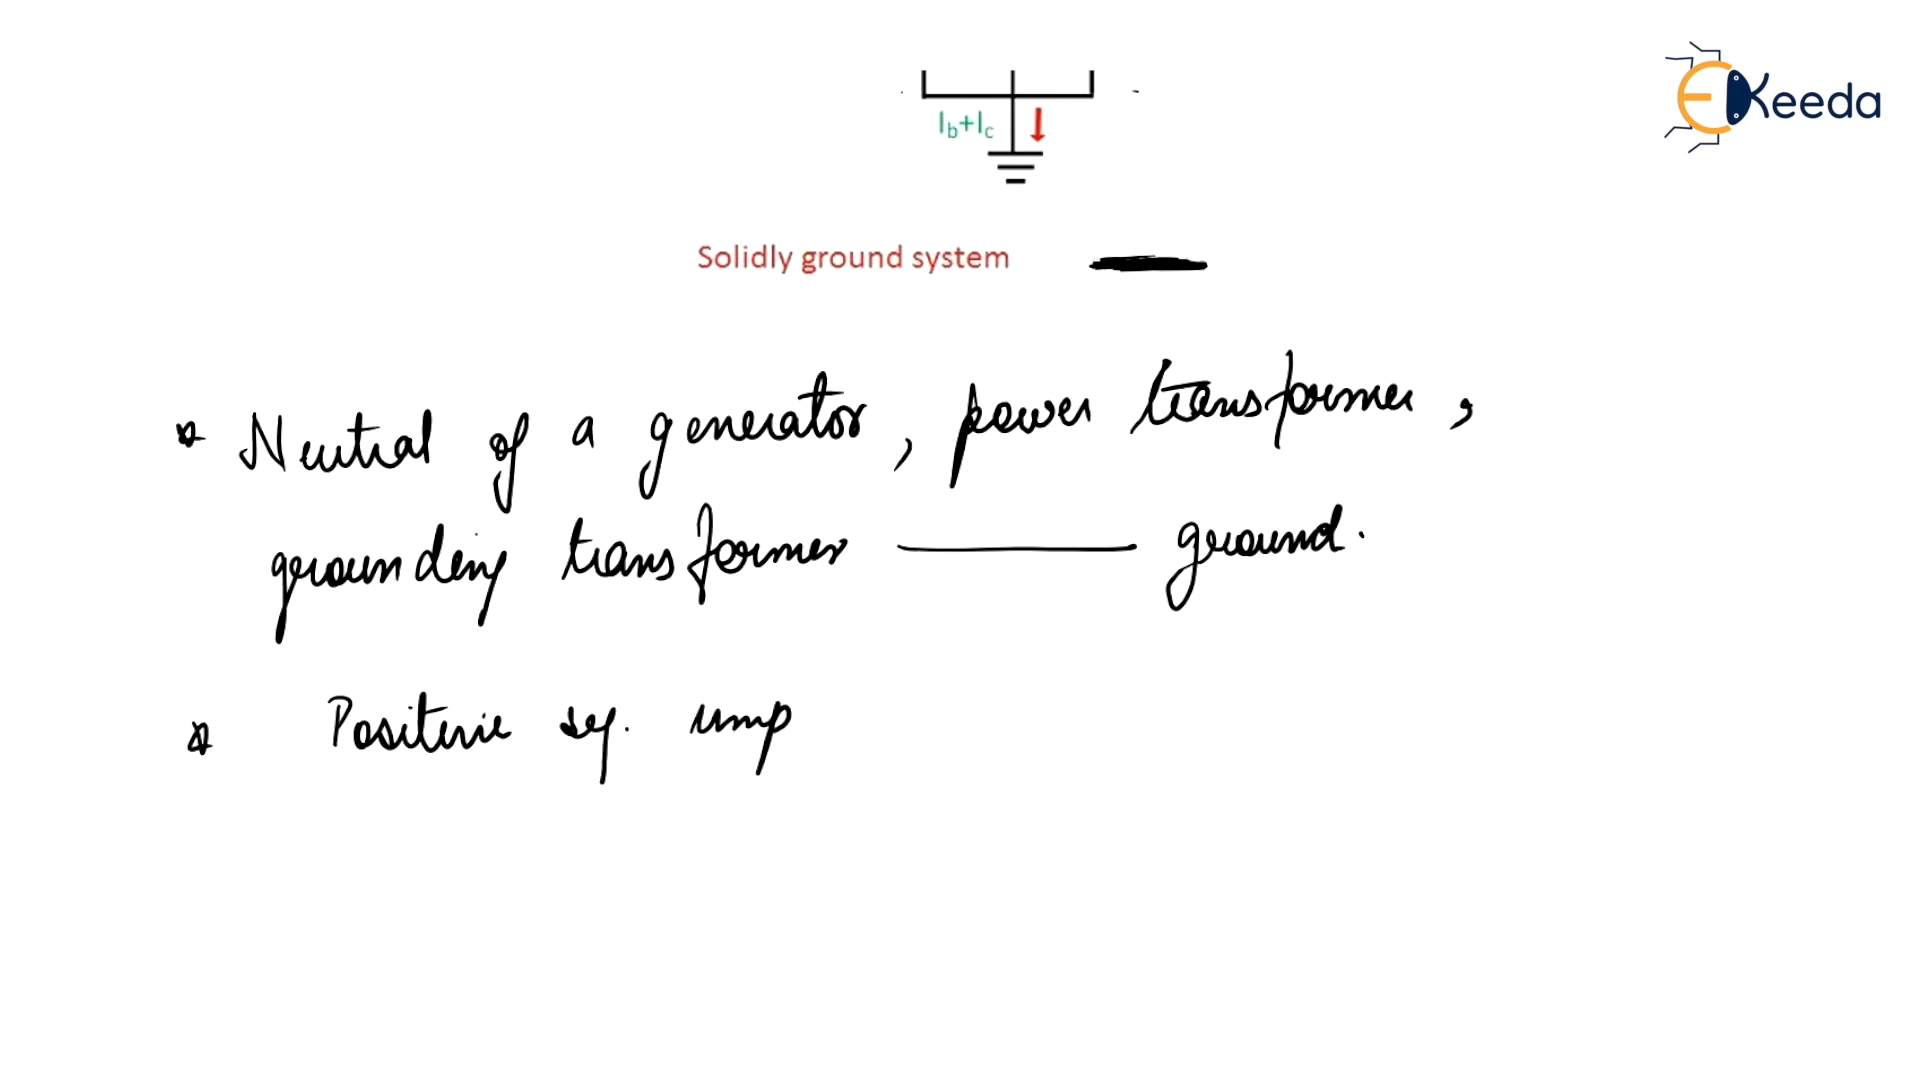 EKeeda
Ib+Ic
Solidly ground system
* Neutral of a generator, power transformer,
grounding transformer ——— ground.
* Positive seq. imp